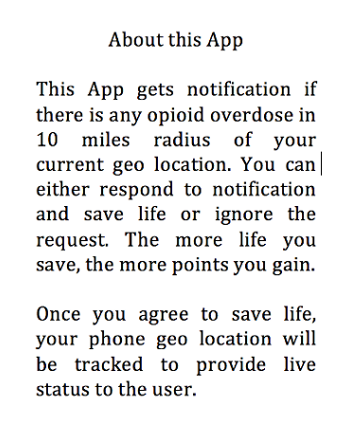 About this App
This App gets notification if
there is any opioid overdose in
10 miles radius of your
current geo location. You can
either respond to notification
and save life or ignore the
request. The more life you
save, the more points you gain.
Once you agree to save life,
your phone geo location will
be tracked to provide live
status to the user.